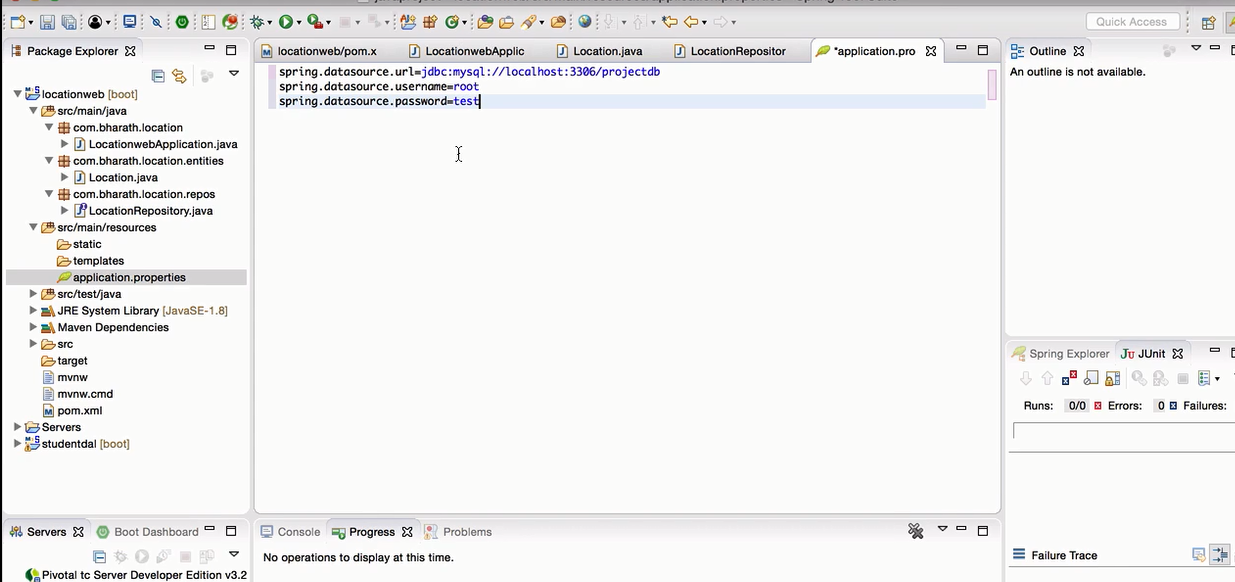 Quick Access
Package Explorer
locationweb/pom.x
LocationwebApplic
Location.java
LocationRepositor
*application.pro
Outline
An outline is not available.
locationweb [boot]
src/main/java
com.bharath.location
LocationwebApplication.java
com.bharath.location.entities
Location.java
com.bharath.location.repos
LocationRepository.java
src/main/resources
static
templates
application.properties
src/test/java
JRE System Library [JavaSE-1.8]
Maven Dependencies
src
target
mvnw
mvnw.cmd
pom.xml
Servers
studentdal [boot]
spring.datasource.url=jdbc:mysql://localhost:3306/projectdb
spring.datasource.username=root
spring.datasource.password=test
Spring Explorer
JUnit
Runs: 0/0 Errors: 0 Failures:
Failure Trace
Servers
Boot Dashboard
Pivotal tc Server Developer Edition v3.2
Console
Progress
Problems
No operations to display at this time.